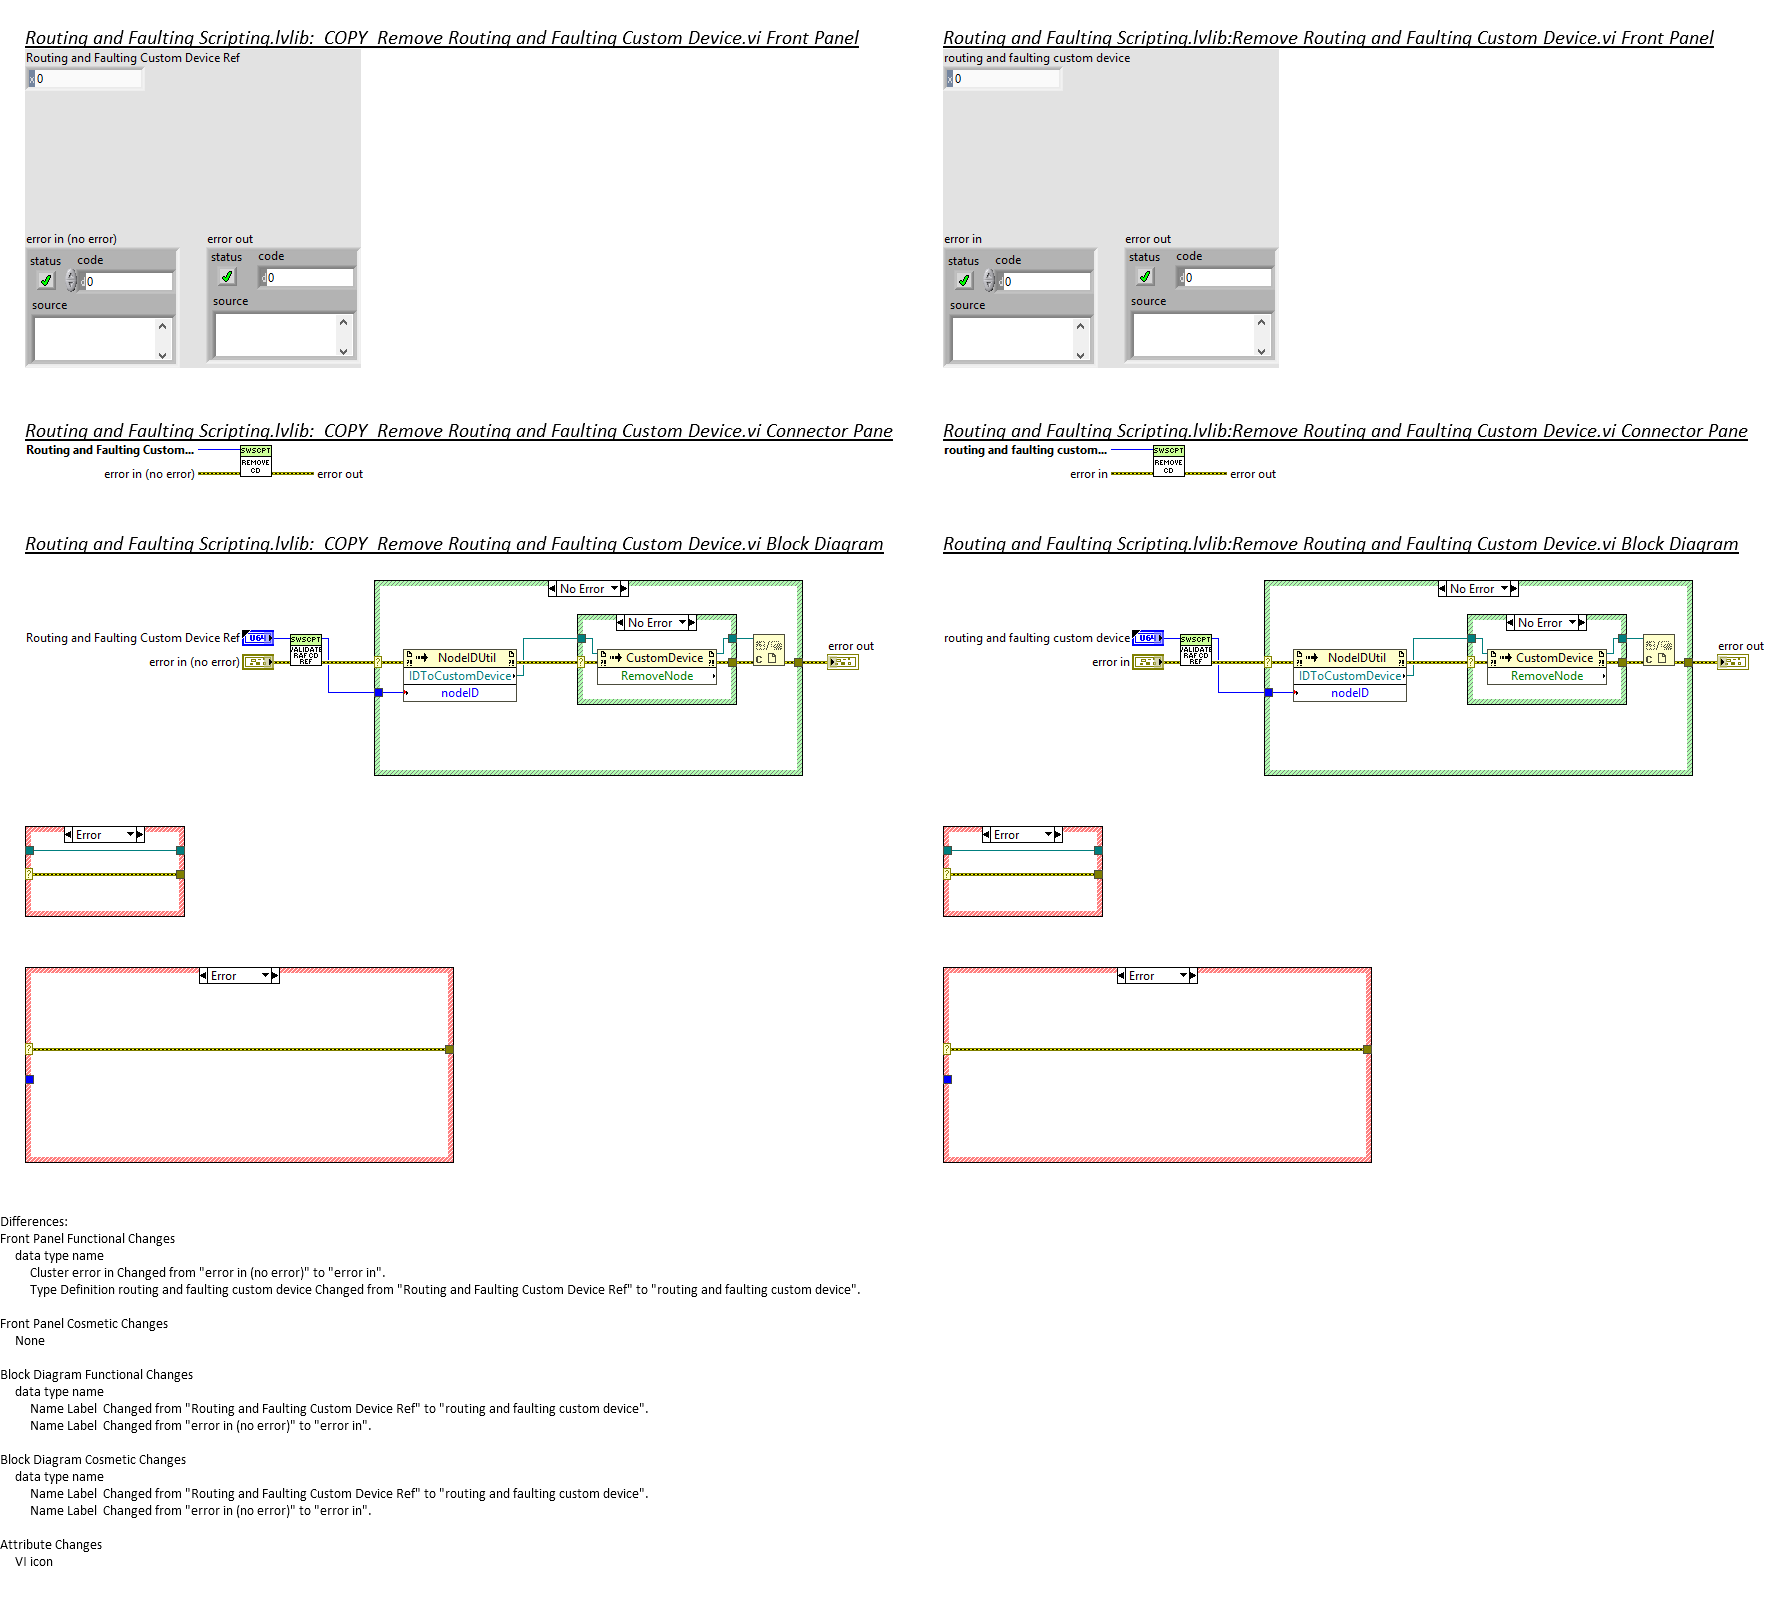 Routing and Faulting Scripting.lvlib:  COPY  Remove Routing and Faulting Custom Device.vi Front Panel
Routing and Faulting Custom Device Ref
x 0
error in (no error)
error out
status
code
d 0
source
status
code
d 0
source
Routing and Faulting Scripting.lvlib:Remove Routing and Faulting Custom Device.vi Front Panel
routing and faulting custom device
x 0
error in
error out
status
code
d 0
source
status
code
d 0
source
Routing and Faulting Scripting.lvlib:  COPY  Remove Routing and Faulting Custom Device.vi Connector Pane
Routing and Faulting Custom...
SWSCPT
REMOVE
CD
error in (no error)
error out
Routing and Faulting Scripting.lvlib:Remove Routing and Faulting Custom Device.vi Connector Pane
routing and faulting custom...
SWSCPT
REMOVE
CD
error in
error out
Routing and Faulting Scripting.lvlib:  COPY  Remove Routing and Faulting Custom Device.vi Block Diagram
No Error
No Error
Routing and Faulting Custom Device Ref
U64
SWSCPT
VALIDATE
RAF CD
REF
error in (no error)
NodeIDUtil
IDToCustomDevice
nodeID
CustomDevice
RemoveNode
C
error out
Error
Error
Routing and Faulting Scripting.lvlib:Remove Routing and Faulting Custom Device.vi Block Diagram
No Error
No Error
routing and faulting custom device
U64
SWSCPT
VALIDATE
RAF CD
REF
error in
NodeIDUtil
IDToCustomDevice
nodeID
CustomDevice
RemoveNode
C
error out
Error
Error
Differences:
Front Panel Functional Changes
data type name
Cluster error in Changed from "error in (no error)" to "error in".
Type Definition routing and faulting custom device Changed from "Routing and Faulting Custom Device Ref" to "routing and faulting custom device".
Front Panel Cosmetic Changes
None
Block Diagram Functional Changes
data type name
Name Label  Changed from "Routing and Faulting Custom Device Ref" to "routing and faulting custom device".
Name Label  Changed from "error in (no error)" to "error in".
Block Diagram Cosmetic Changes
data type name
Name Label  Changed from "Routing and Faulting Custom Device Ref" to "routing and faulting custom device".
Name Label  Changed from "error in (no error)" to "error in".
Attribute Changes
VI icon